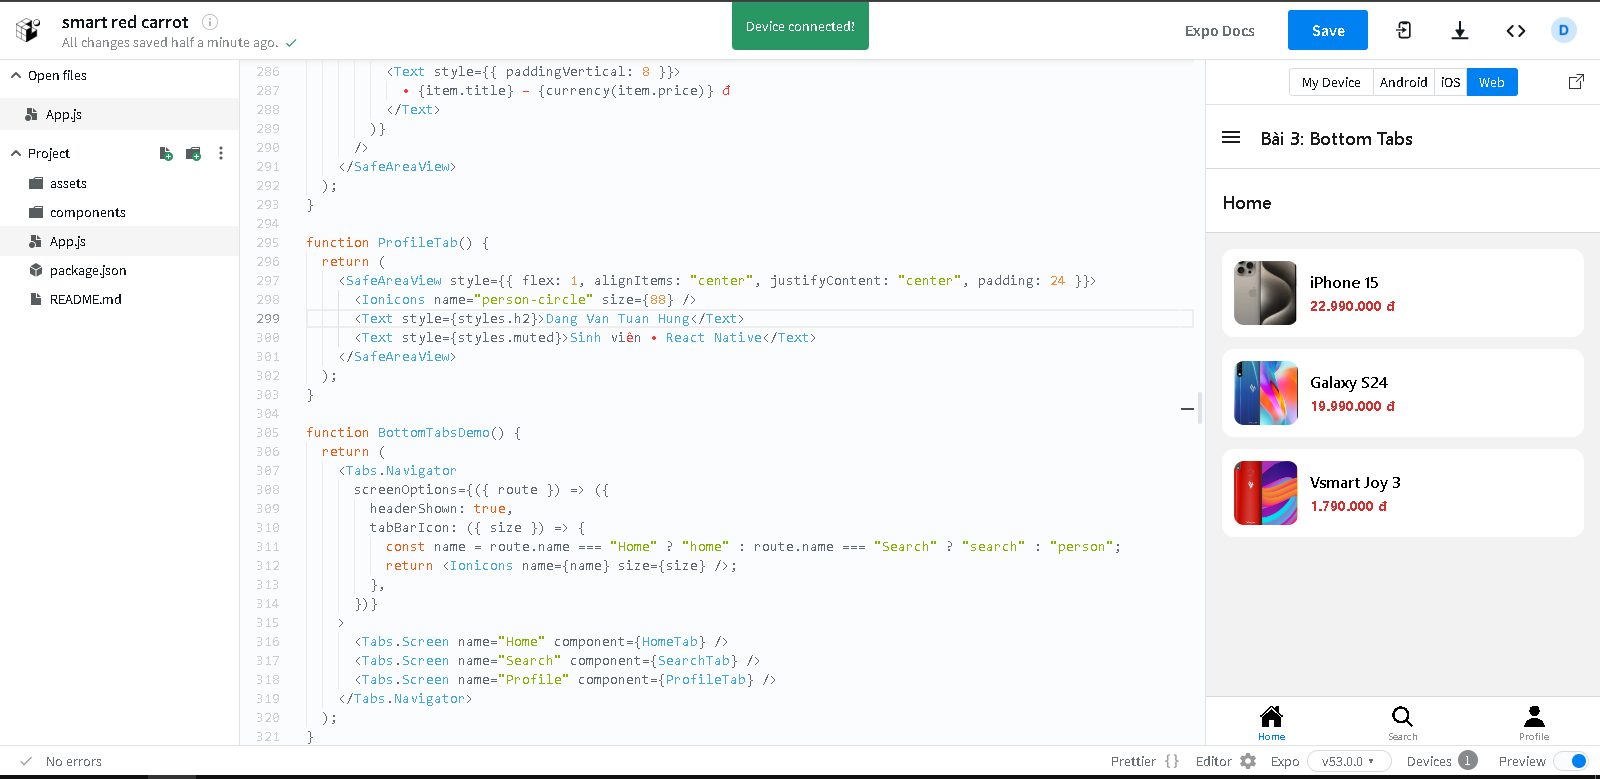 smart red carrot
All changes saved half a minute ago.
Device connected!
Expo Docs
Save
D
Open files
App.js
Project
assets
components
App.js
package.json
README.md
286 <Text style={{ paddingVertical: 8 }}>
287 • {item.title} – {currency(item.price)} đ
288 </Text>
289 )}
290 />
291 </SafeAreaView>
292 );
293 }
294
295 function ProfileTab() {
296 return (
297 <SafeAreaView style={{ flex: 1, alignItems: "center", justifyContent: "center", padding: 24 }}>
298 <Ionicons name="person-circle" size={88} />
299 <Text style={styles.h2}>Dang Van Tuan Hung</Text>
300 <Text style={styles.muted}>Sinh viên • React Native</Text>
301 </SafeAreaView>
302 );
303 }
304
305 function BottomTabsDemo() {
306 return (
307 <Tabs.Navigator
308 screenOptions={({ route }) => ({
309 headerShown: true,
310 tabBarIcon: ({ size }) => {
311 const name = route.name === "Home" ? "home" : route.name === "Search" ? "search" : "person";
312 return <Ionicons name={name} size={size} />;
313 },
314 })}
315 >
316 <Tabs.Screen name="Home" component={HomeTab} />
317 <Tabs.Screen name="Search" component={SearchTab} />
318 <Tabs.Screen name="Profile" component={ProfileTab} />
319 </Tabs.Navigator>
320 );
321 }
My Device Android iOS Web
Bài 3: Bottom Tabs
Home
iPhone 15
22.990.000 đ
Galaxy S24
19.990.000 đ
Vsmart Joy 3
1.790.000 đ
Home Search Profile
No errors
Prettier {} Editor Expo v53.0.0 Devices 1 Preview